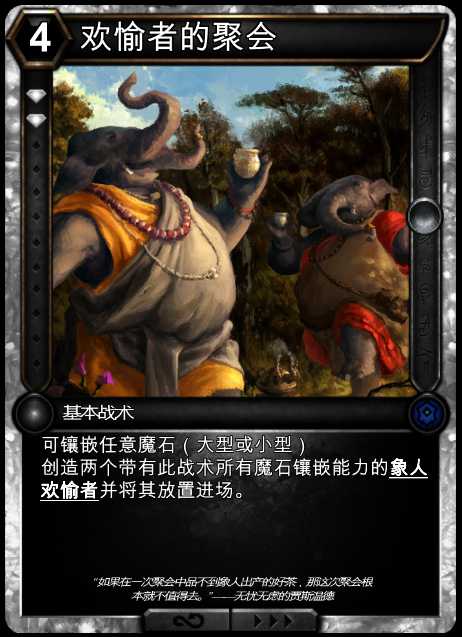 4
欢愉者的聚会
基本战术
可镶嵌任意魔石（大型或小型）
创造两个带有此战术所有魔石镶嵌能力的象人
欢愉者并将其放置进场。
“如果在一次聚会中品不到象人出产的好茶，那这次聚会根
本就不值得去。”——无忧无虑的贾斯温德